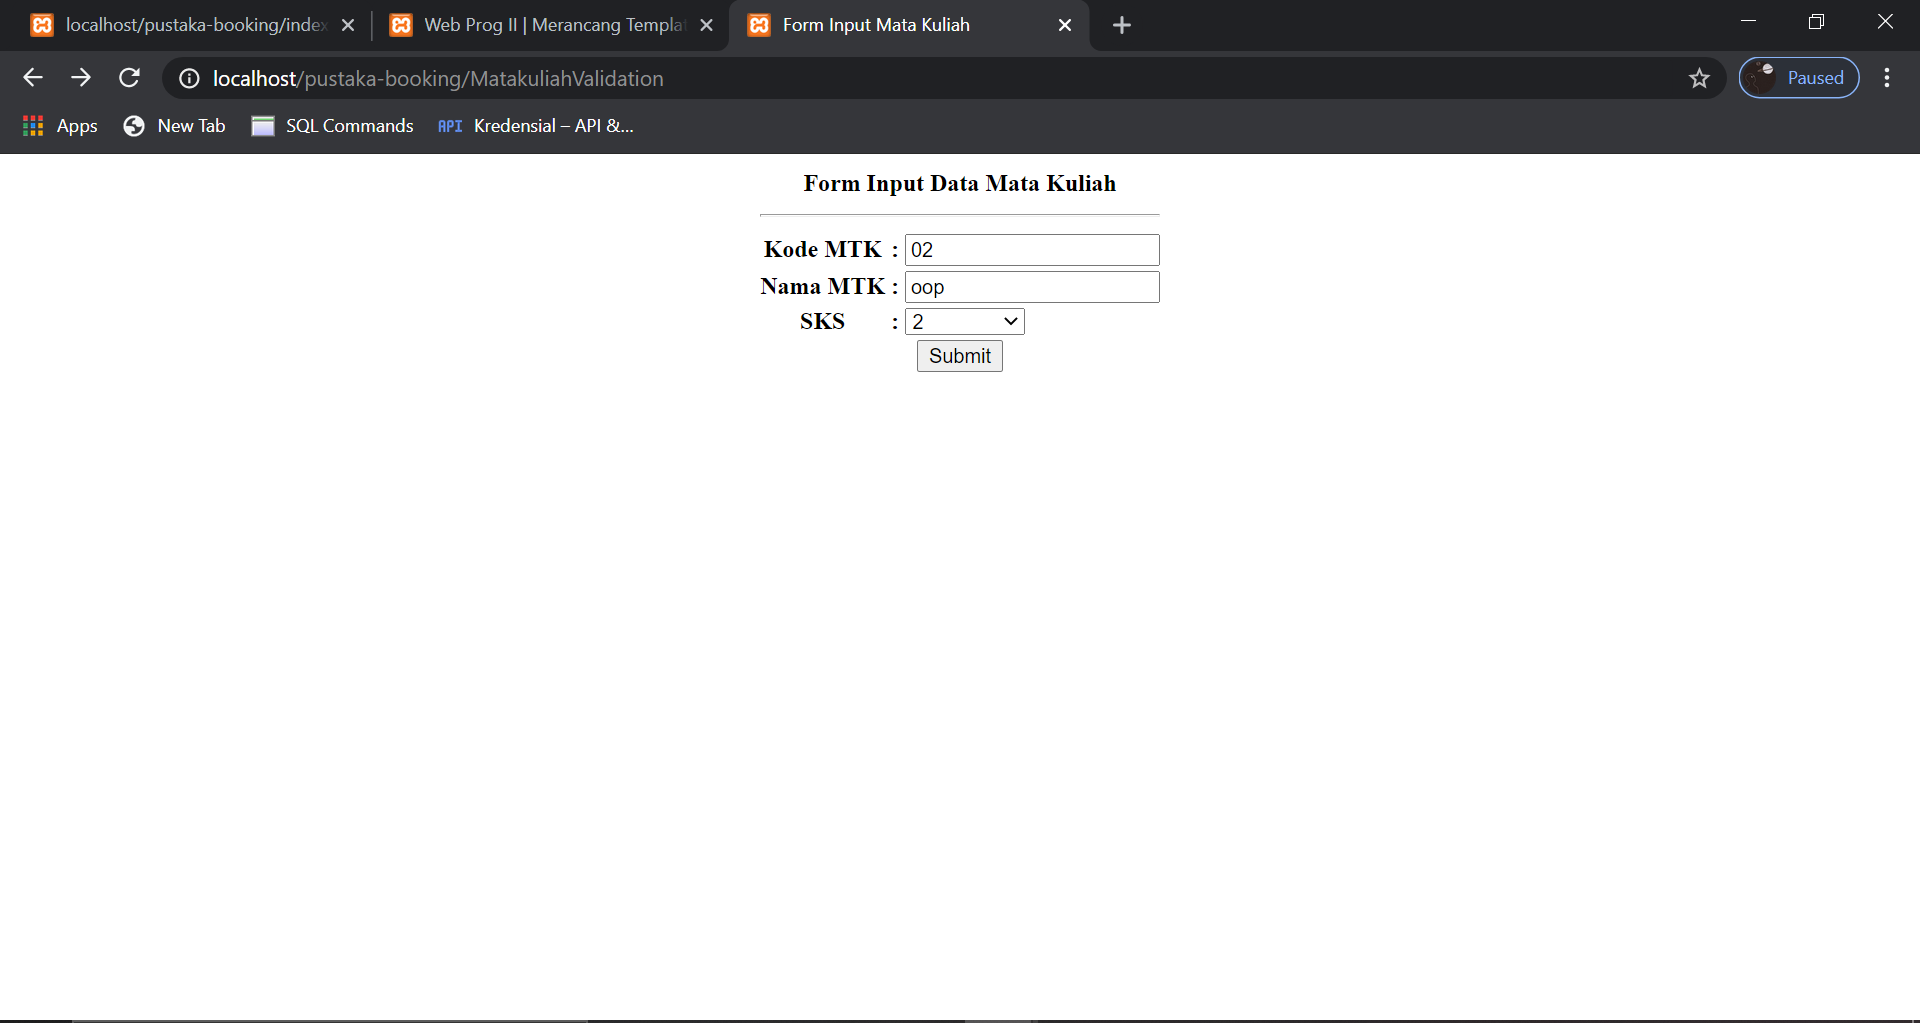 localhost/pustaka-booking/index
Web Prog II | Merancang Templa
Form Input Mata Kuliah
localhost/pustaka-booking/MatakuliahValidation
Paused
Apps
New Tab
SQL Commands
API Kredensial – API &...
Form Input Data Mata Kuliah
Kode MTK : 02
Nama MTK : oop
SKS : 2
Submit